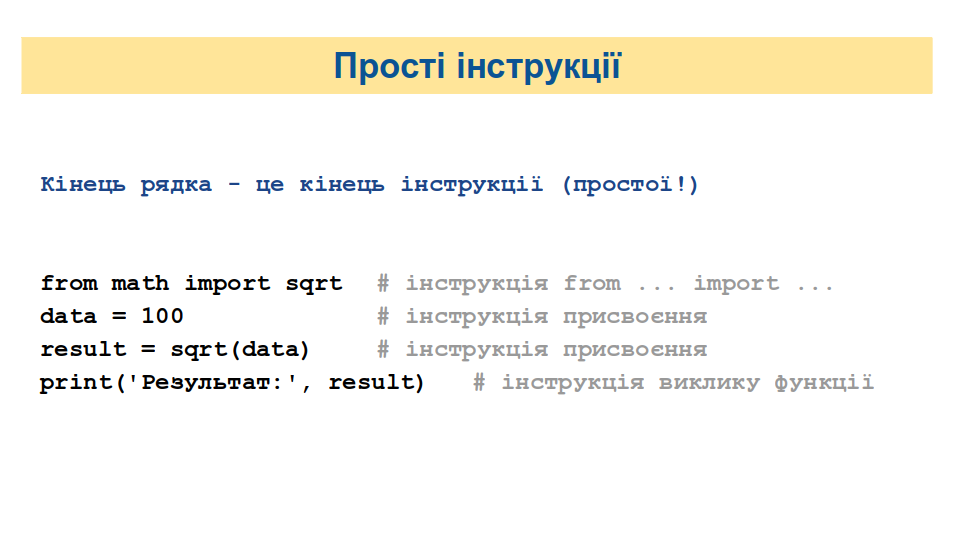 Прості інструкції
Кінець рядка - це кінець інструкції (простої!)
from math import sqrt # інструкція from ... import ...
data = 100 # інструкція присвоєння
result = sqrt(data) # інструкція присвоєння
print('Результат:', result) # інструкція виклику функції